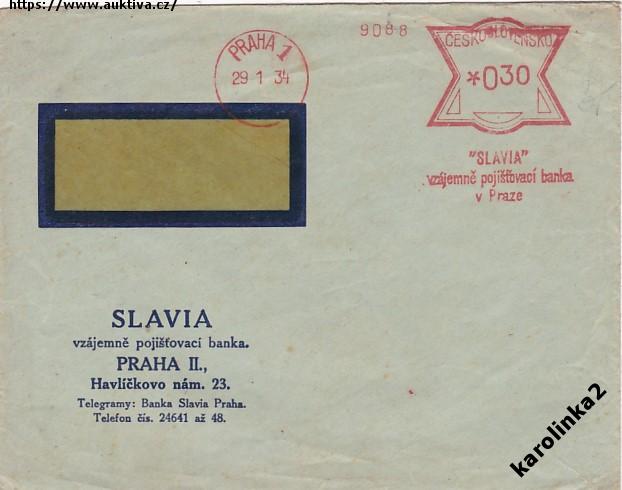 https://www.auktiva.cz/
PRAHA 1
29 1 34
9088
ČESKOSLOVENSKO
*030
"SLAVIA"
vzájemně pojišťovací banka
v Praze
SLAVIA
vzájemně pojišťovací banka.
PRAHA II.,
Havlíčkovo nám. 23.
Telegramy: Banka Slavia Praha.
Telefon čís. 24641 až 48.
karolinka2